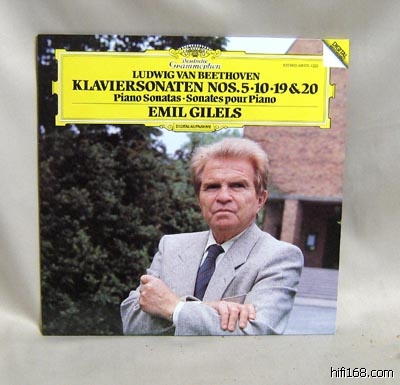 Deutsche
Grammophon
DIGITAL
LUDWIG VAN BEETHOVEN
KLAVIERSONATEN NOS. 5·10·19 & 20
Piano Sonatas · Sonates pour Piano
EMIL GILELS
DIGITALAUFNAHME
hifi168.com